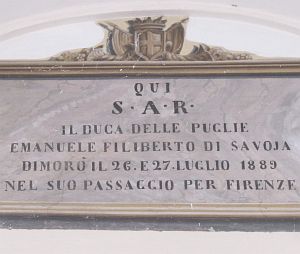 QUI
S·A·R·
IL DUCA DELLE PUGLIE
EMANUELE FILIBERTO DI SAVOJA
DIMORÒ IL 26. E 27. LUGLIO 1889
NEL SUO PASSAGGIO PER FIRENZE